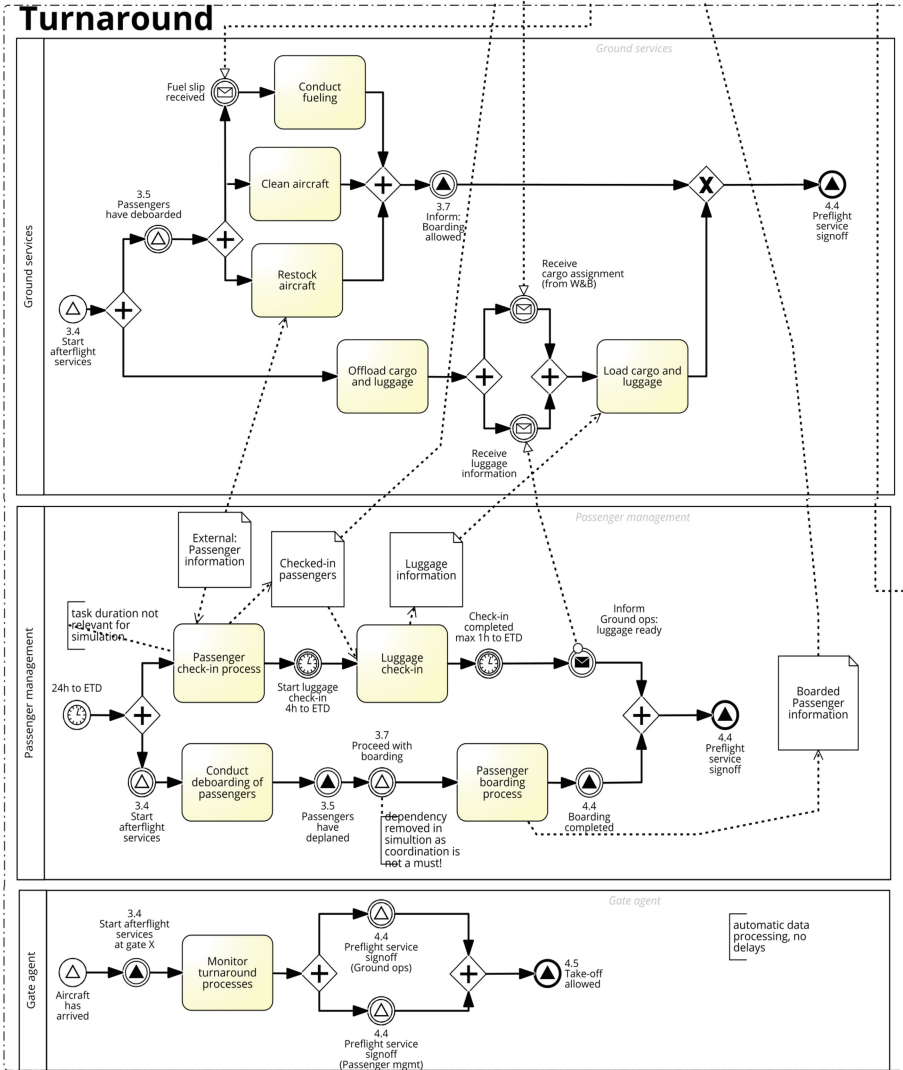 Turnaround
Ground services
Ground services
Fuel slip
received
Conduct
fueling
Clean aircraft
3.5
Passengers
have deboarded
3.7
Inform:
Boarding
allowed
4.4
Preflight
service
signoff
Restock
aircraft
Receive
cargo assignment
(from W&B)
3.4
Start
afterflight
services
Offload cargo
and luggage
Load cargo and
luggage
Receive
luggage
information
Passenger management
Passenger management
External:
Passenger
information
Checked-in
passengers
Luggage
information
task duration not
relevant for
simulation
Passenger
check-in process
Start luggage
check-in
4h to ETD
Luggage
check-in
Check-in
completed
max 1h to ETD
Inform
Ground ops:
luggage ready
24h to ETD
Boarded
Passenger
information
4.4
Preflight
service
signoff
3.4
Start
afterflight
services
Conduct
deboarding of
passengers
3.5
Passengers
have
deplaned
3.7
Proceed with
boarding
dependency
removed in
simultion as
coordination is
not a must!
Passenger
boarding
process
4.4
Boarding
completed
Gate agent
Gate agent
Aircraft
has
arrived
3.4
Start afterflight
services
at gate X
Monitor
turnaround
processes
4.4
Preflight service
signoff
(Ground ops)
4.4
Preflight service
signoff
(Passenger mgmt)
4.5
Take-off
allowed
automatic data
processing, no
delays